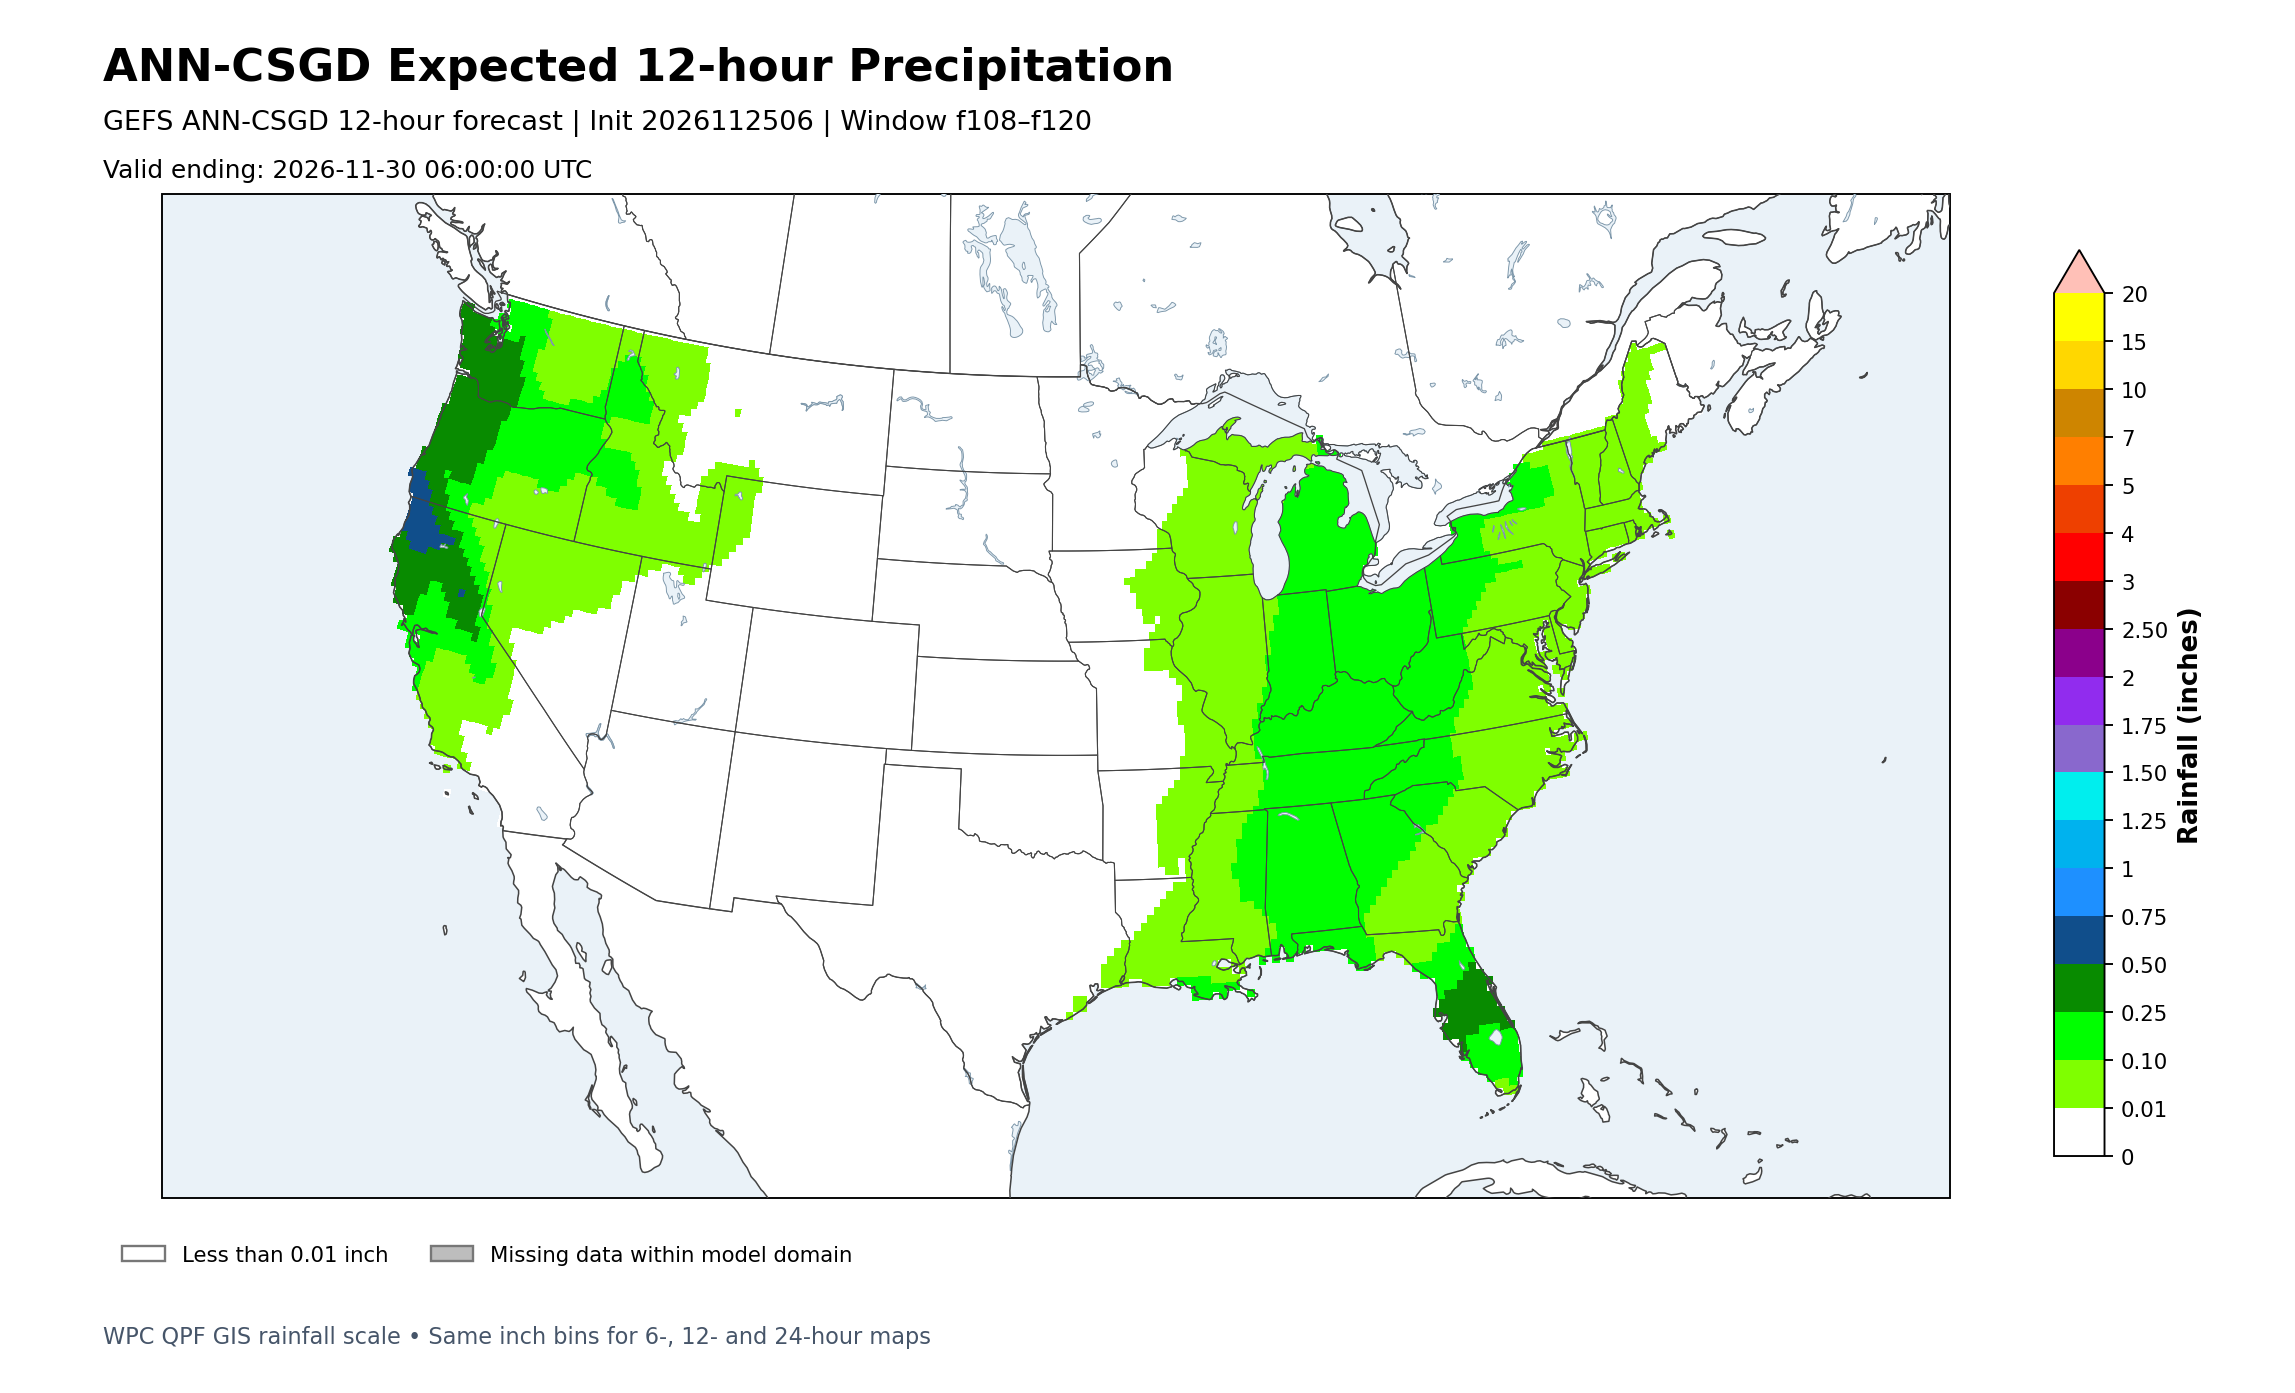 ANN-CSGD Expected 12-hour Precipitation
GEFS ANN-CSGD 12-hour forecast | Init 2026112506 | Window f108–f120
Valid ending: 2026-11-30 06:00:00 UTC
20
15
10
7
5
4
3
2.50
2
1.75
1.50
1.25
1
0.75
0.50
0.25
0.10
0.01
0
Rainfall (inches)
Less than 0.01 inch
Missing data within model domain
WPC QPF GIS rainfall scale • Same inch bins for 6-, 12- and 24-hour maps